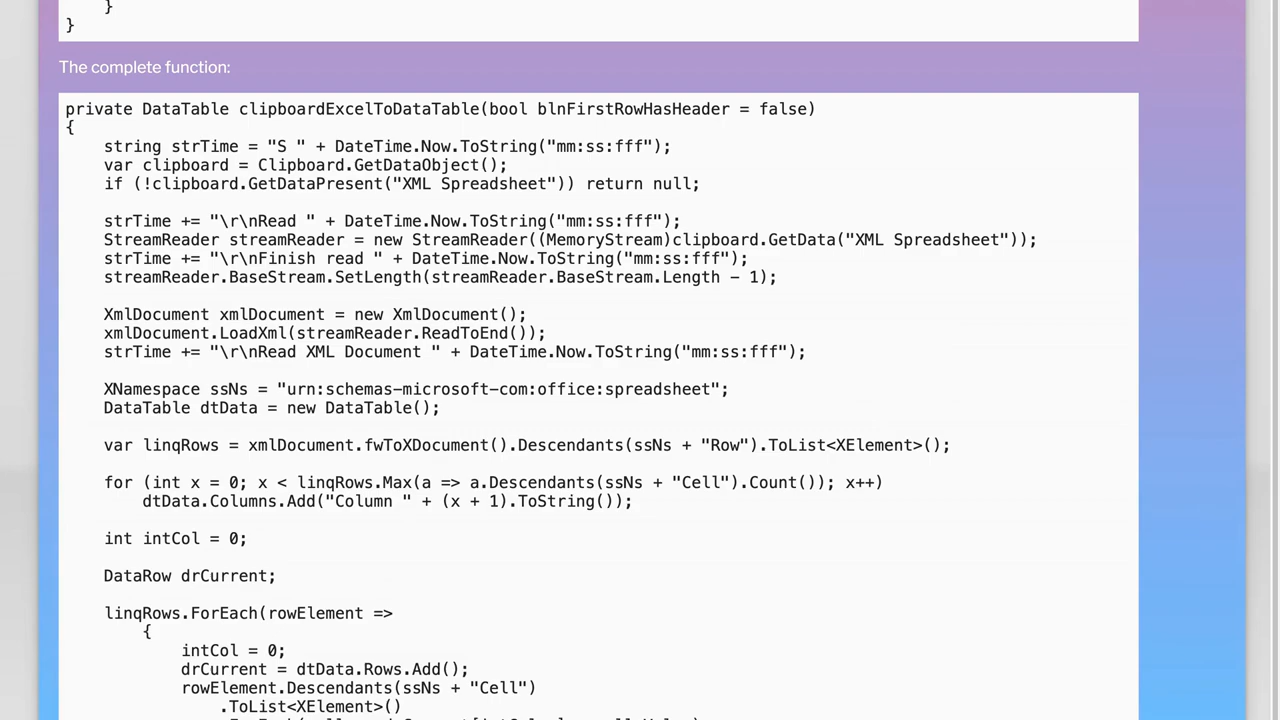 }
}
The complete function:
private DataTable clipboardExcelToDataTable(bool blnFirstRowHasHeader = false)
{
string strTime = "S " + DateTime.Now.ToString("mm:ss:fff");
var clipboard = Clipboard.GetDataObject();
if (!clipboard.GetDataPresent("XML Spreadsheet")) return null;
strTime += "\r\nRead " + DateTime.Now.ToString("mm:ss:fff");
StreamReader streamReader = new StreamReader((MemoryStream)clipboard.GetData("XML Spreadsheet"));
strTime += "\r\nFinish read " + DateTime.Now.ToString("mm:ss:fff");
streamReader.BaseStream.SetLength(streamReader.BaseStream.Length - 1);
XmlDocument xmlDocument = new XmlDocument();
xmlDocument.LoadXml(streamReader.ReadToEnd());
strTime += "\r\nRead XML Document " + DateTime.Now.ToString("mm:ss:fff");
XNamespace ssNs = "urn:schemas-microsoft-com:office:spreadsheet";
DataTable dtData = new DataTable();
var linqRows = xmlDocument.fwToXDocument().Descendants(ssNs + "Row").ToList<XElement>();
for (int x = 0; x < linqRows.Max(a => a.Descendants(ssNs + "Cell").Count()); x++)
dtData.Columns.Add("Column " + (x + 1).ToString());
int intCol = 0;
DataRow drCurrent;
linqRows.ForEach(rowElement =>
{
intCol = 0;
drCurrent = dtData.Rows.Add();
rowElement.Descendants(ssNs + "Cell")
.ToList<XElement>()